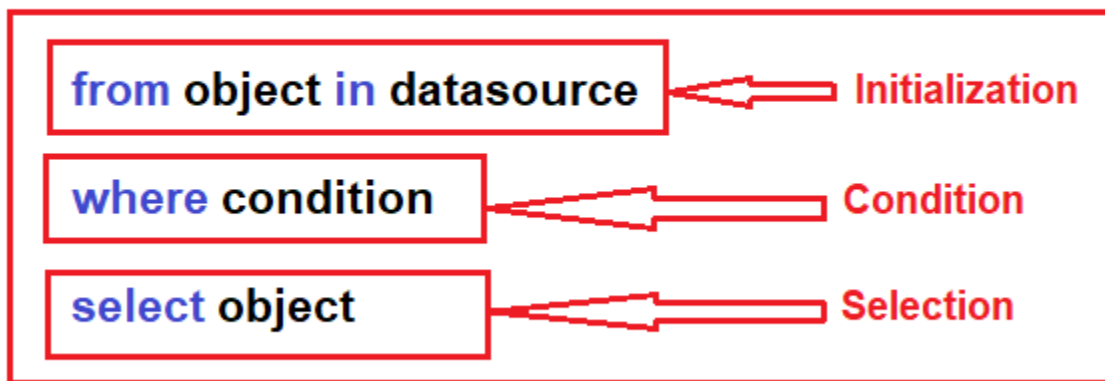 from object in datasource Initialization
where condition Condition
select object Selection